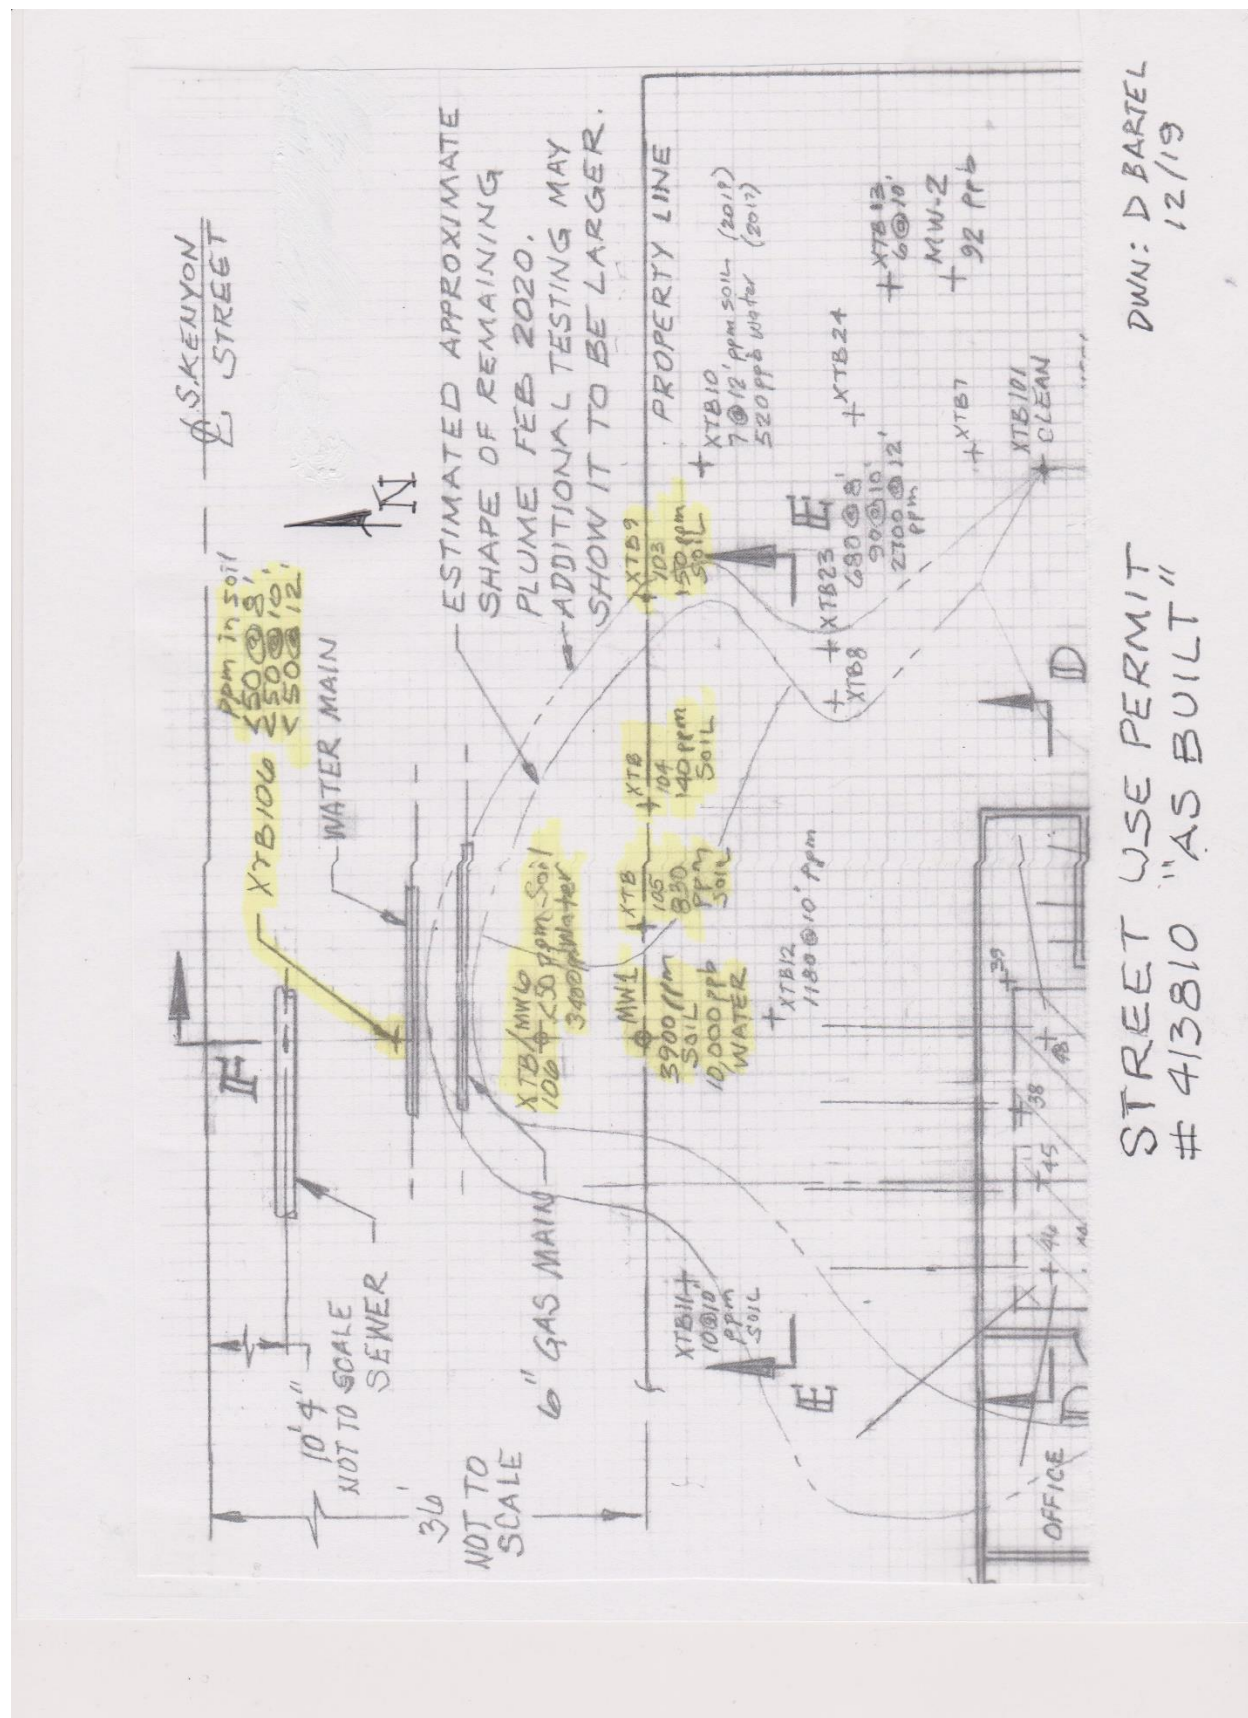 ℄ S.KENYON
STREET
ppm in soil
XTB106 <50@8'
<50@10'
<50@12'
WATER MAIN
N
F
ESTIMATED APPROXIMATE
SHAPE OF REMAINING
PLUME FEB 2020.
ADDITIONAL TESTING MAY
SHOW IT TO BE LARGER.
10'4"
NOT TO SCALE
SEWER
36'
NOT TO
SCALE
6" GAS MAIN
XTB/MW6
106 <50 ppm Soil
Water
PROPERTY LINE
MW1
3900 ppm
SOIL
10,000 ppb
WATER
XTB
105
830
ppm
SOIL
XTB
104
140 ppm
SOIL
XTB9
103
150 ppm
SOIL
XTB10
7@12' ppm soil (2019)
520 ppb water (2017)
XTB11
10@10'
ppm
SOIL
E
E
XTB12
1180@10' ppm
XTB8
XTB23
680@8'
90@10'
2700@12'
ppm
XTB24
XTB13
6@10'
MW-2
92 ppb
XTB7
XTB101
CLEAN
D
D
OFFICE
46
45
38
48
39
STREET USE PERMIT
# 413810 "AS BUILT"
DWN: D BARTEL
12/19